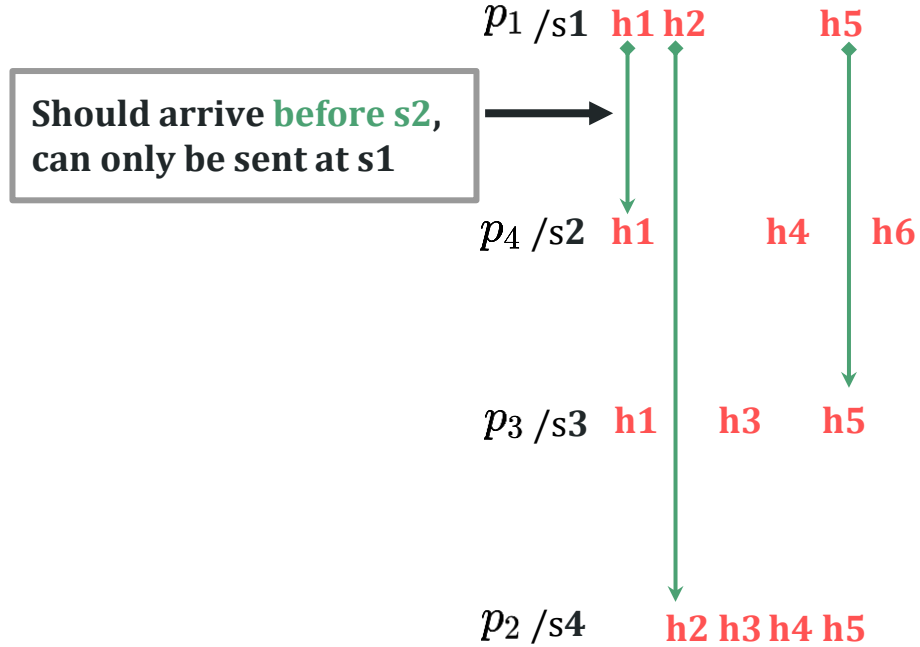 p₁ /s1 h1 h2 h5
Should arrive before s2,
can only be sent at s1
p₄ /s2 h1 h4 h6
p₃ /s3 h1 h3 h5
p₂ /s4 h2 h3 h4 h5